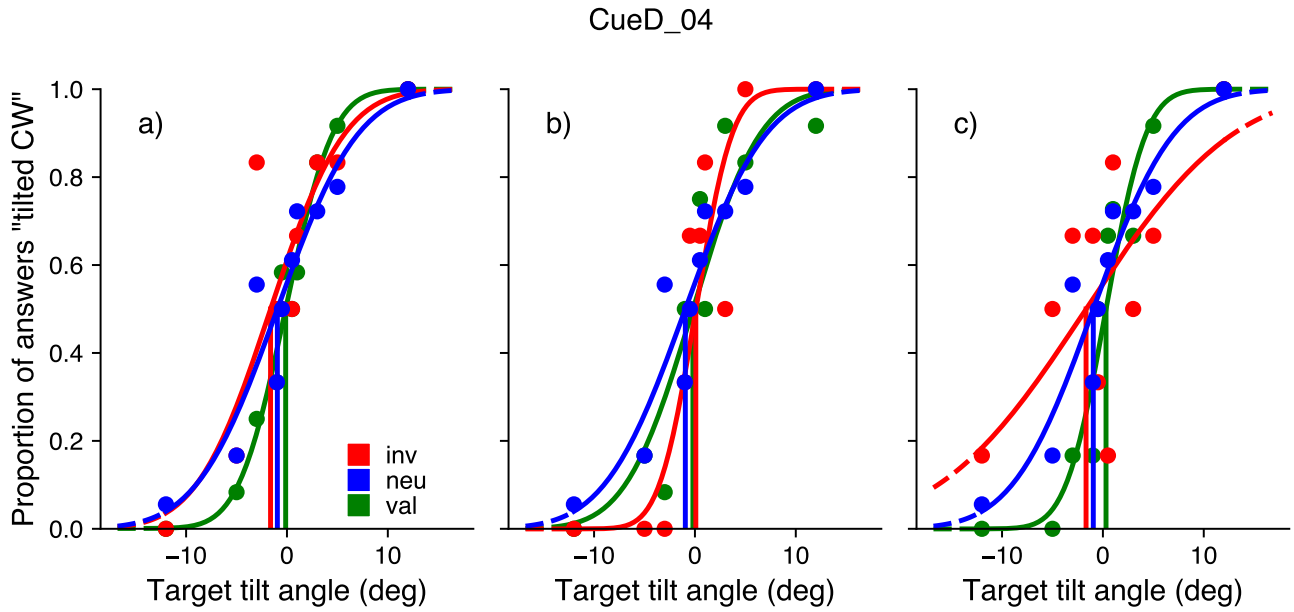 CueD_04
Proportion of answers "tilted CW"
1.0
0.8
0.6
0.4
0.2
0.0
a)
inv
neu
val
−10 0 10
Target tilt angle (deg)
b)
−10 0 10
Target tilt angle (deg)
c)
−10 0 10
Target tilt angle (deg)